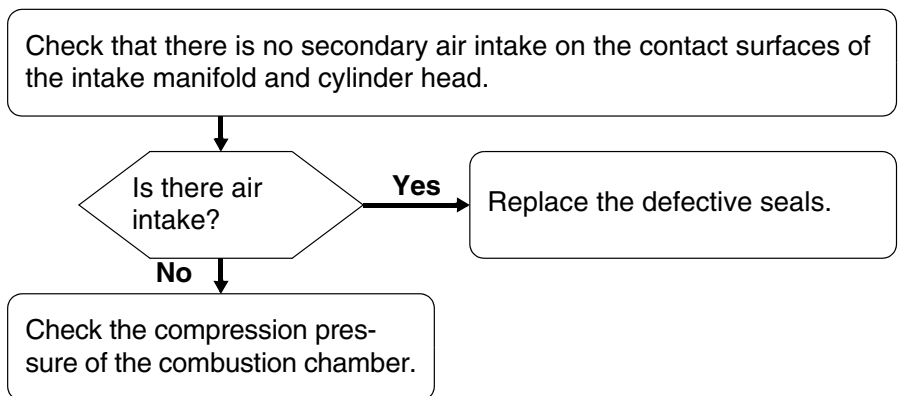 Check that there is no secondary air intake on the contact surfaces of
the intake manifold and cylinder head.
Is there air
intake?
Yes
Replace the defective seals.
No
Check the compression pres-
sure of the combustion chamber.